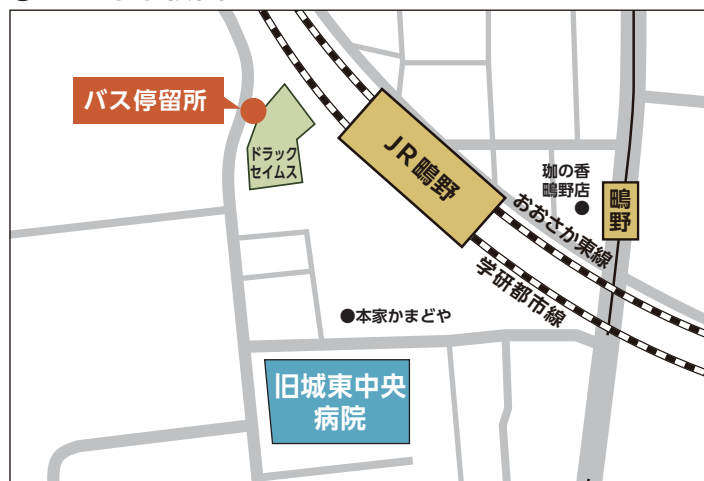 バス停留所
ドラック
セイムス
JR鴫野
珈の香
鴫野店
鴫野
おおさか東線
学研都市線
本家かまどや
旧城東中央
病院